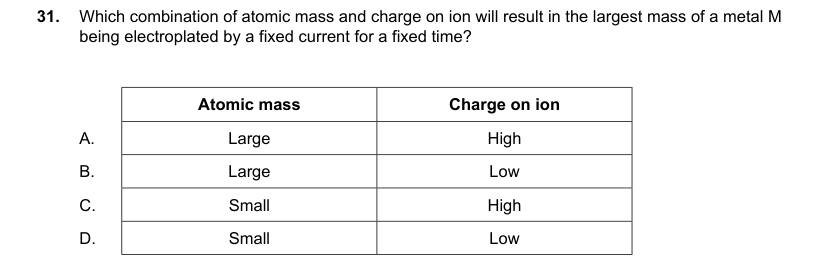 31. Which combination of atomic mass and charge on ion will result in the largest mass of a metal M
being electroplated by a fixed current for a fixed time?
Atomic mass Charge on ion
A. Large High
B. Large Low
C. Small High
D. Small Low